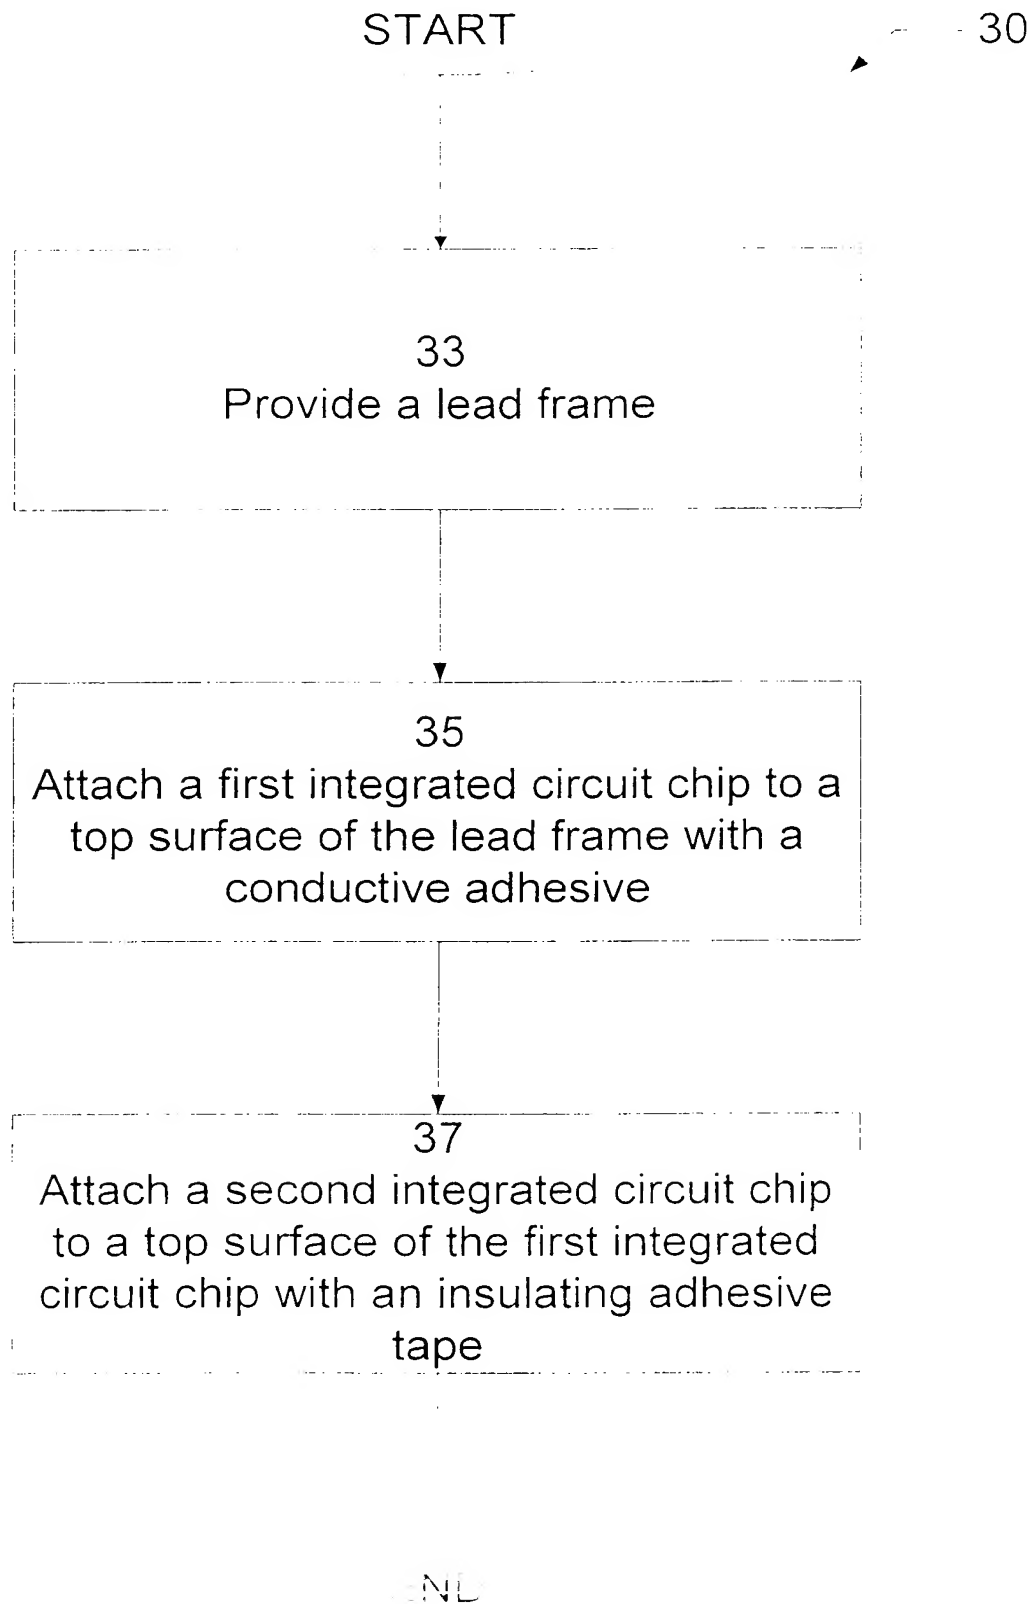 START
30
33
Provide a lead frame
35
Attach a first integrated circuit chip to a
top surface of the lead frame with a
conductive adhesive
37
Attach a second integrated circuit chip
to a top surface of the first integrated
circuit chip with an insulating adhesive
tape
END